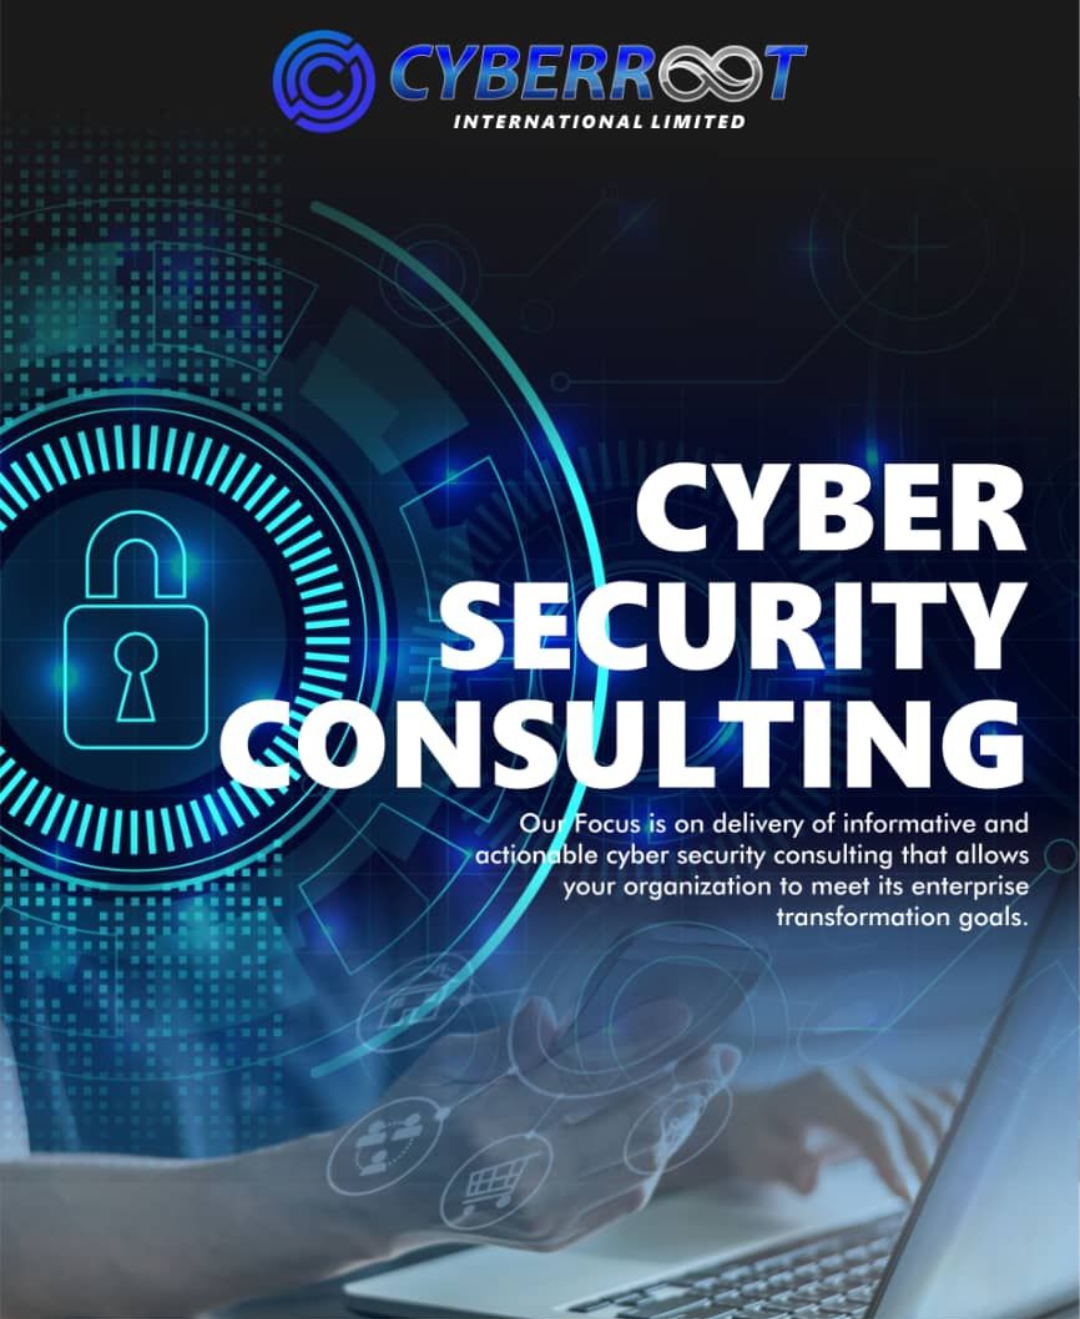 CYBERROOT
INTERNATIONAL LIMITED
CYBER
SECURITY
CONSULTING
Our Focus is on delivery of informative and
actionable cyber security consulting that allows
your organization to meet its enterprise
transformation goals.